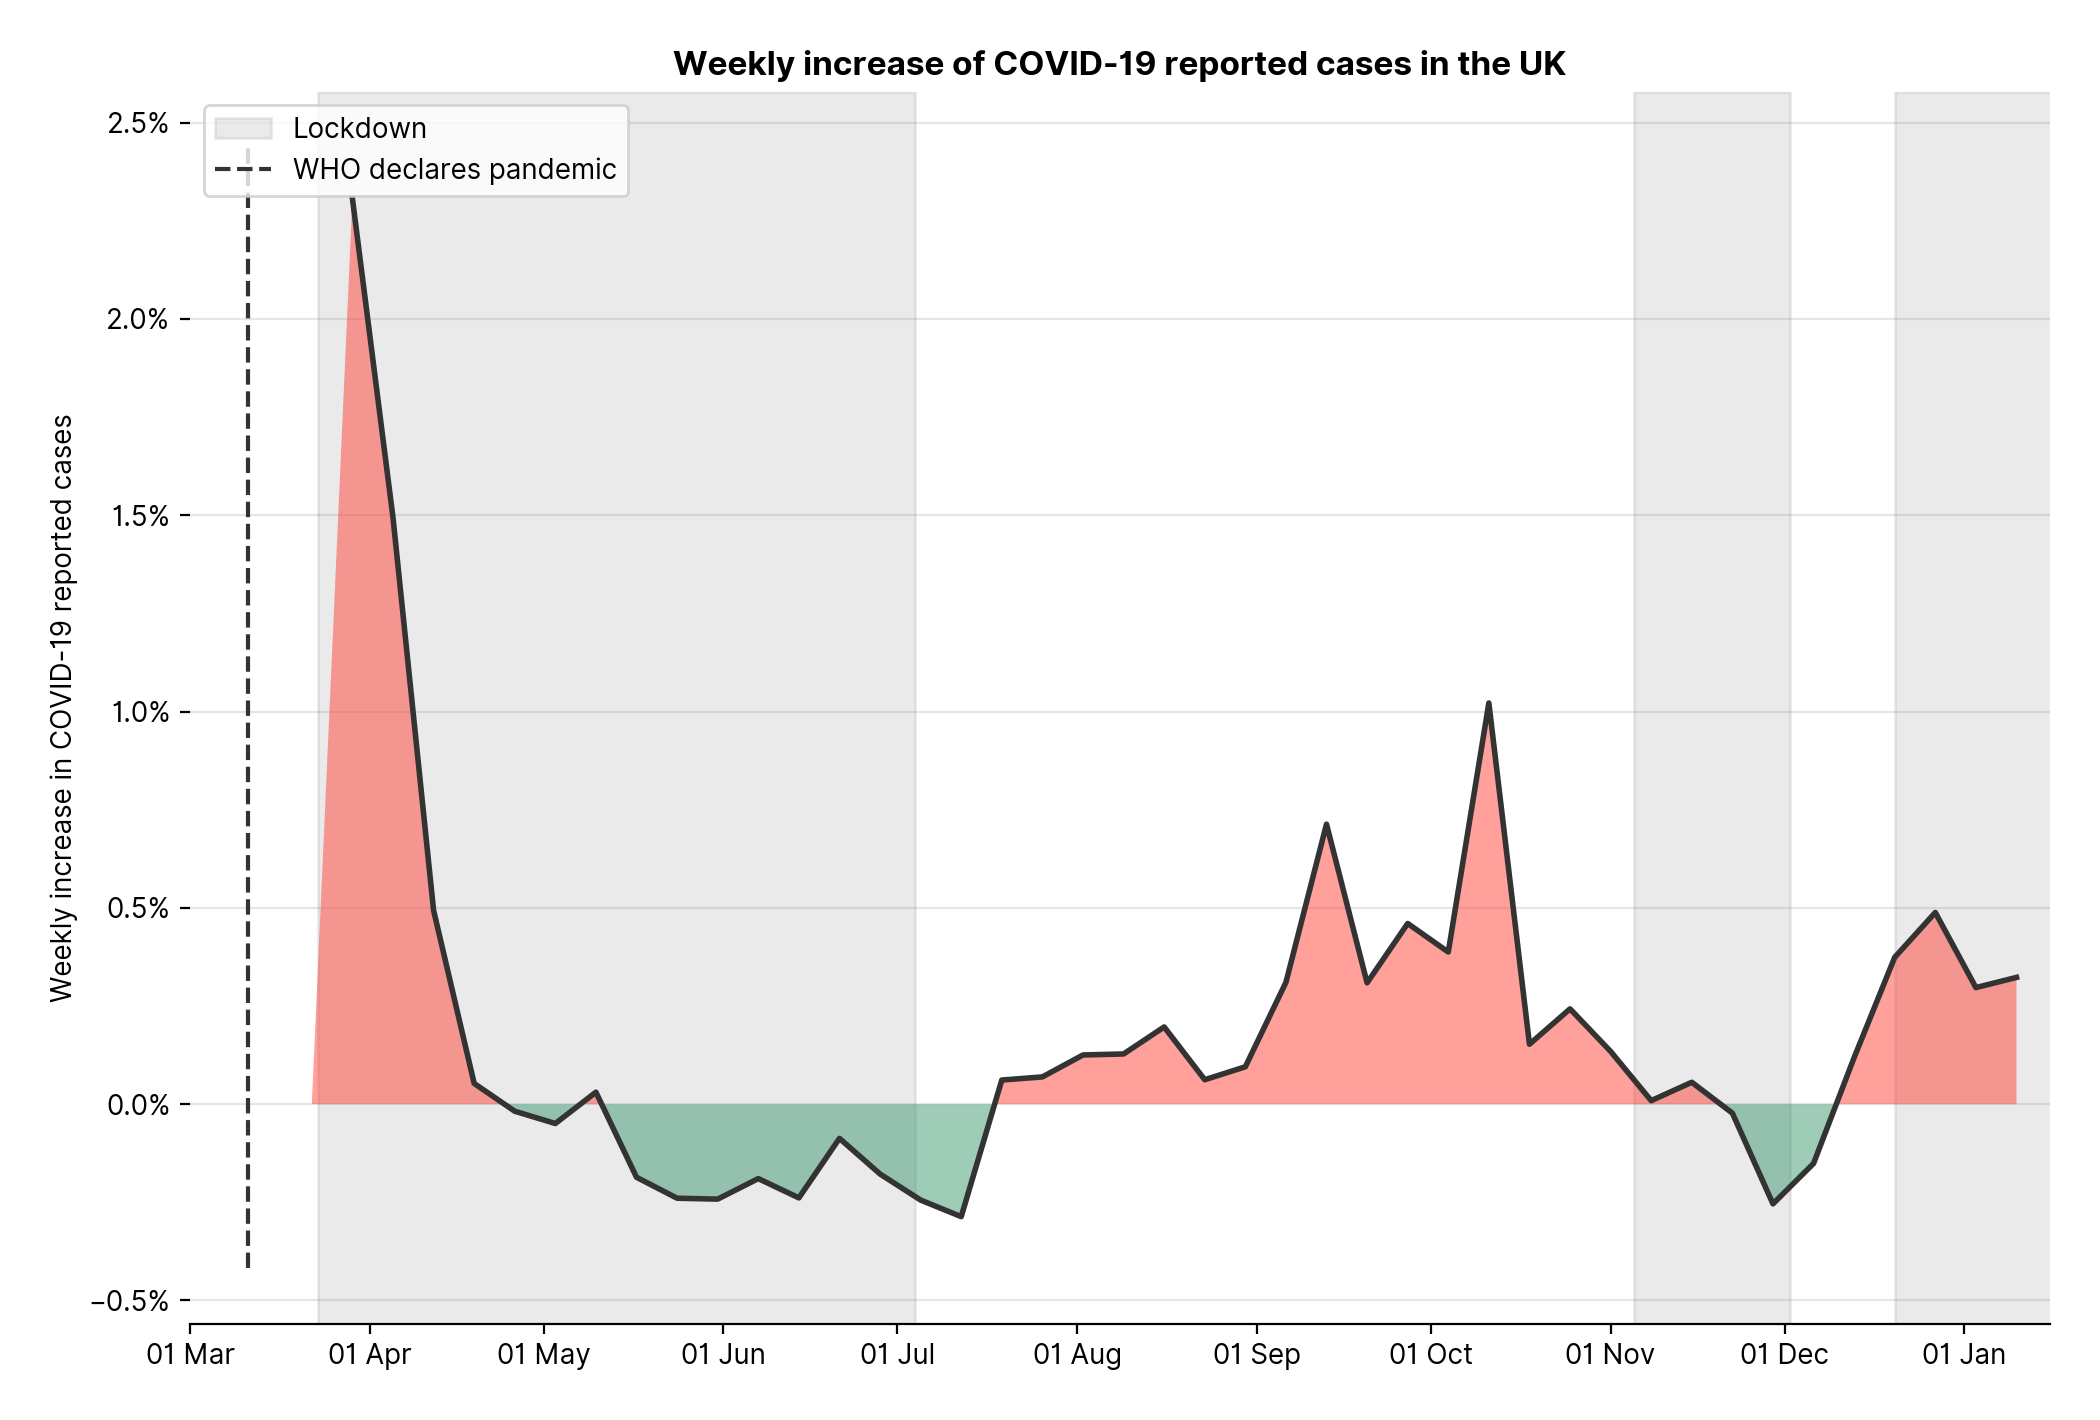 Weekly increase of COVID-19 reported cases in the UK
Lockdown
WHO declares pandemic
Weekly increase in COVID-19 reported cases
2.5%
2.0%
1.5%
1.0%
0.5%
0.0%
−0.5%
01 Mar
01 Apr
01 May
01 Jun
01 Jul
01 Aug
01 Sep
01 Oct
01 Nov
01 Dec
01 Jan